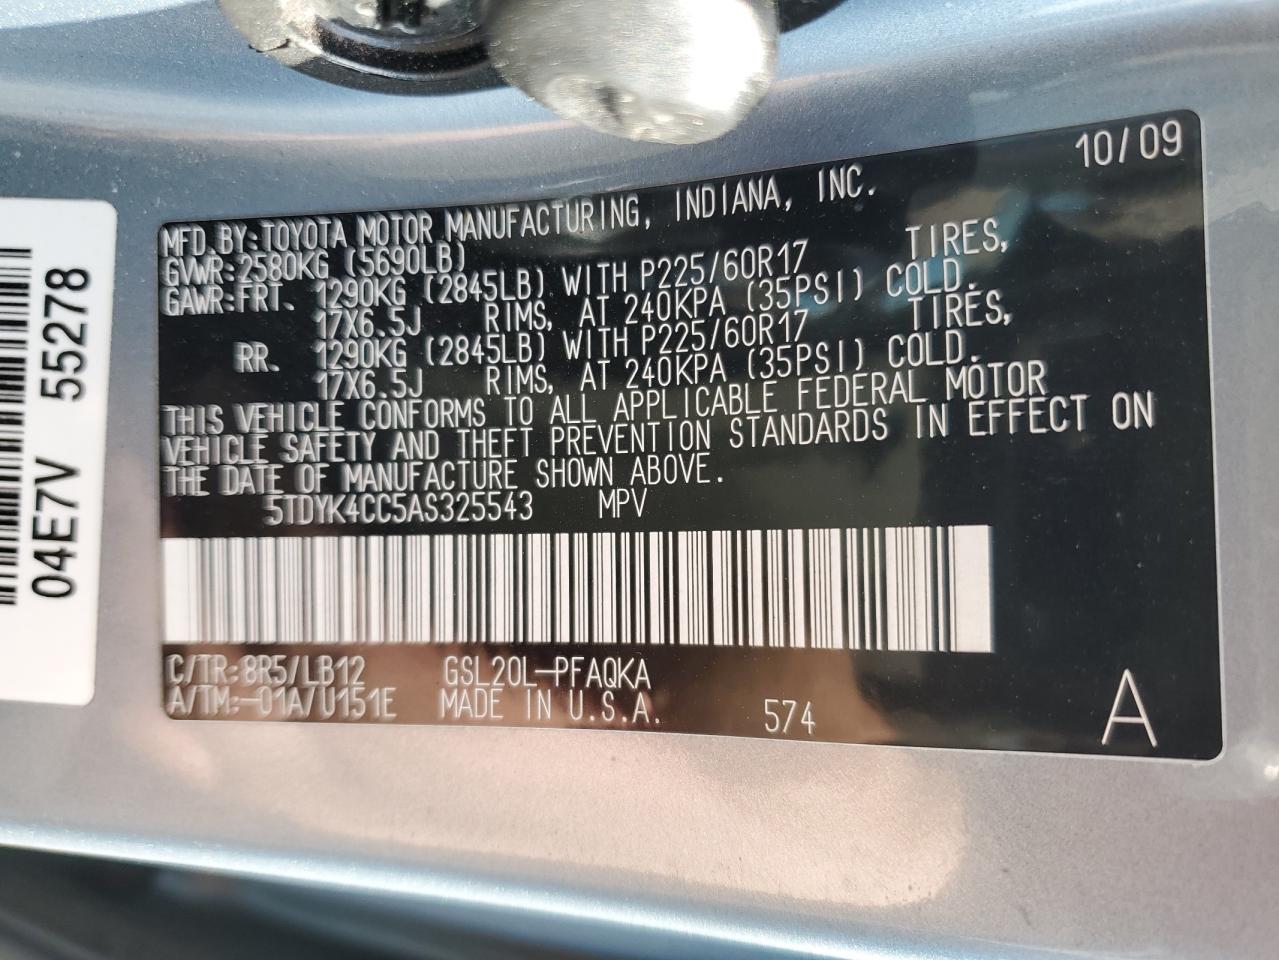 10/09
MFD.BY:TOYOTA MOTOR MANUFACTURING, INDIANA, INC.
GVWR:2580KG (5690LB)
GAWR:FRT. 1290KG (2845LB) WITH P225/60R17 TIRES,
17X6.5J RIMS, AT 240KPA (35PSI) COLD.
RR. 1290KG (2845LB) WITH P225/60R17 TIRES,
17X6.5J RIMS, AT 240KPA (35PSI) COLD.
THIS VEHICLE CONFORMS TO ALL APPLICABLE FEDERAL MOTOR
VEHICLE SAFETY AND THEFT PREVENTION STANDARDS IN EFFECT ON
THE DATE OF MANUFACTURE SHOWN ABOVE.
5TDYK4CC5AS325543 MPV
C/TR:8R5/LB12 GSL20L-PFAQKA
A/TM:-01A/U151E MADE IN U.S.A. 574
A
04E7V 55278